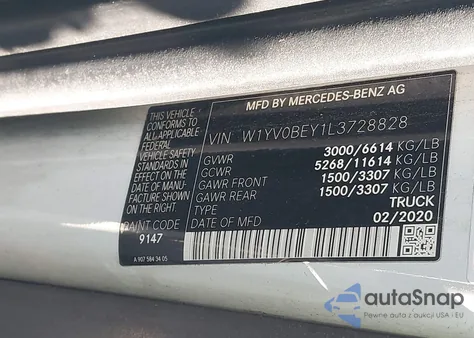 MFD BY MERCEDES-BENZ AG
THIS VEHICLE
CONFORMS TO
ALL APPLICABLE
FEDERAL
VEHICLE SAFETY
STANDARDS IN
EFFECT ON THE
DATE OF MANU-
FACTURE SHOWN
ON THE RIGHT
PAINT CODE
9147
A 907 584 34 05
VIN W1YV0BEY1L3728828
GVWR 3000/6614 KG/LB
GCWR 5268/11614 KG/LB
GAWR FRONT 1500/3307 KG/LB
GAWR REAR 1500/3307 KG/LB
TYPE TRUCK
DATE OF MFD 02/2020
autoSnap
Pewne auta z aukcji USA i EU